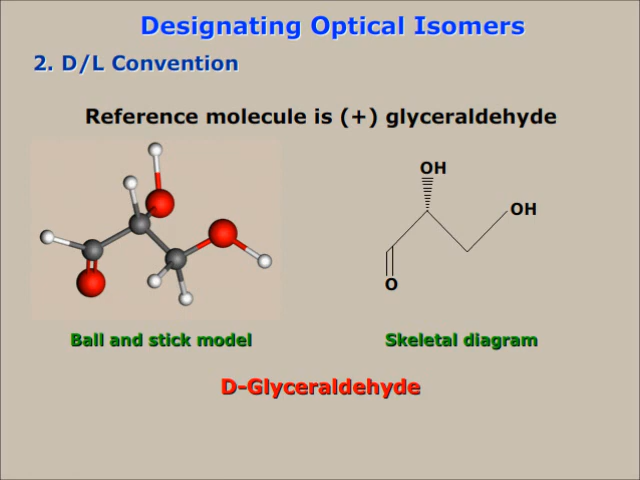 Designating Optical Isomers
2. D/L Convention
Reference molecule is (+) glyceraldehyde
OH
OH
O
Ball and stick model
Skeletal diagram
D-Glyceraldehyde